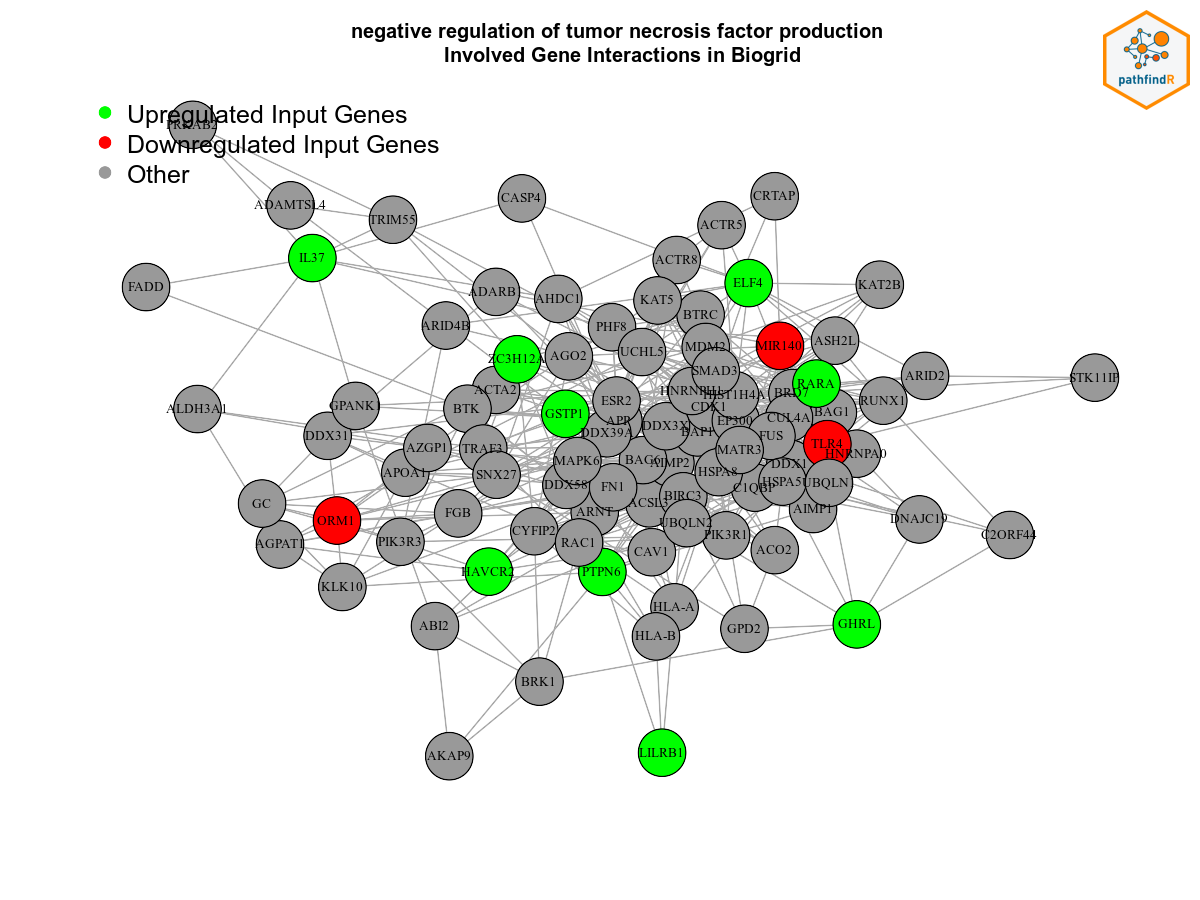 negative regulation of tumor necrosis factor production
Involved Gene Interactions in Biogrid
pathfindR
Upregulated Input Genes
Downregulated Input Genes
Other
PRKAB2
ADAMTSL4
TRIM55
CASP4
CRTAP
ACTR5
IL37
ACTR8
FADD
ELF4
KAT2B
ADARB
AHDC1
KAT5
BTRC
ARID4B
PHF8
MDM2
MIR140
ASH2L
ZC3H12A
AGO2
UCHL5
SMAD3
ARID2
STK11IP
RARA
ACTA2
HNRNPH1
HIST1H4A
BRD7
ALDH3A1
GPANK1
BTK
ESR2
CDK1
RUNX1
GSTP1
EP300
CUL4A
BAG1
DDX31
DDX39A
DDX3X
BAP1
FUS
TLR4
AZGP1
TRAF3
MATR3
HNRNPA0
APOA1
SNX27
MAPK6
BAG6
AIMP2
HSPA8
DDX1
DDX58
FN1
C1QBP
HSPA5
UBQLN
GC
ORM1
FGB
ARNT
ACSL3
BIRC3
AIMP1
DNAJC19
UBQLN2
AGPAT1
PIK3R3
CYFIP2
RAC1
CAV1
PIK3R1
ACO2
C2ORF44
KLK10
HAVCR2
PTPN6
HLA-A
ABI2
HLA-B
GPD2
GHRL
BRK1
AKAP9
LILRB1